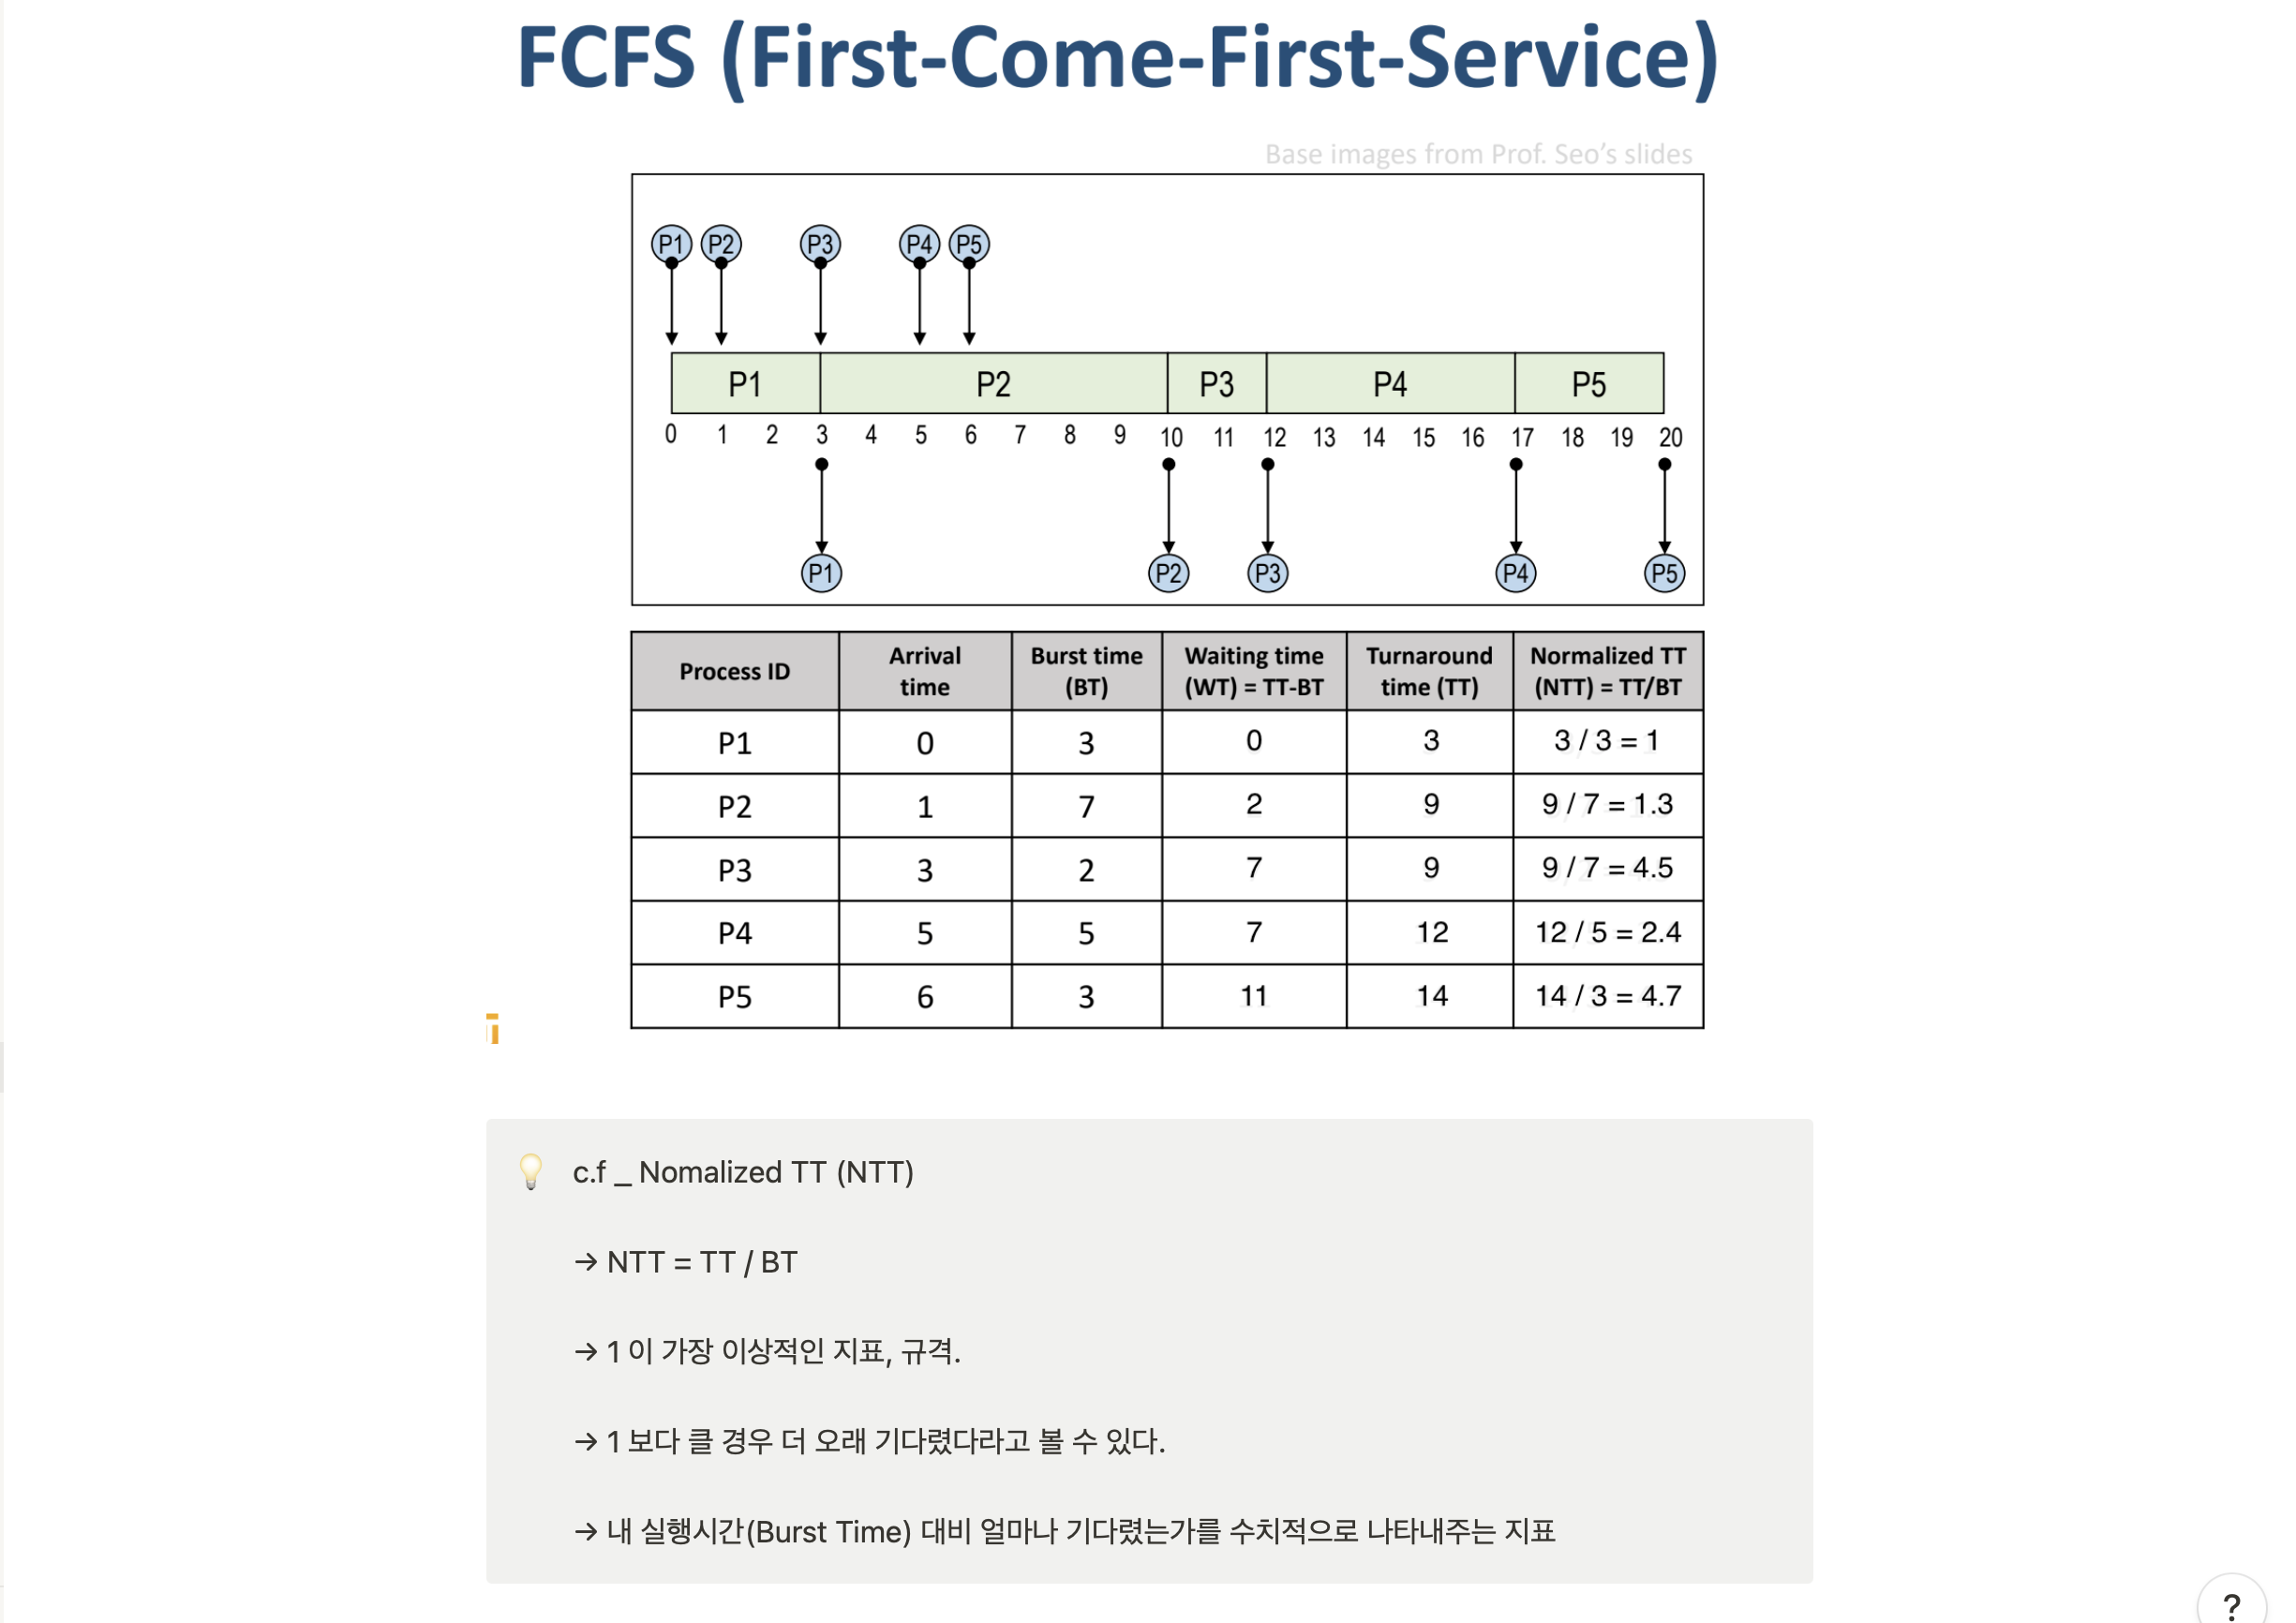 FCFS (First-Come-First-Service)
Base images from Prof. Seo's slides
P1 P2 P3 P4 P5
P1 P2 P3 P4 P5
0 1 2 3 4 5 6 7 8 9 10 11 12 13 14 15 16 17 18 19 20
P1 P2 P3 P4 P5
Process ID Arrival time Burst time (BT) Waiting time (WT) = TT-BT Turnaround time (TT) Normalized TT (NTT) = TT/BT
P1 0 3 0 3 3 / 3 = 1
P2 1 7 2 9 9 / 7 = 1.3
P3 3 2 7 9 9 / 7 = 4.5
P4 5 5 7 12 12 / 5 = 2.4
P5 6 3 11 14 14 / 3 = 4.7
c.f _ Nomalized TT (NTT)
→ NTT = TT / BT
→ 1 이 가장 이상적인 지표, 규격.
→ 1 보다 클 경우 더 오래 기다렸다라고 볼 수 있다.
→ 내 실행시간(Burst Time) 대비 얼마나 기다렸는가를 수치적으로 나타내주는 지표
?